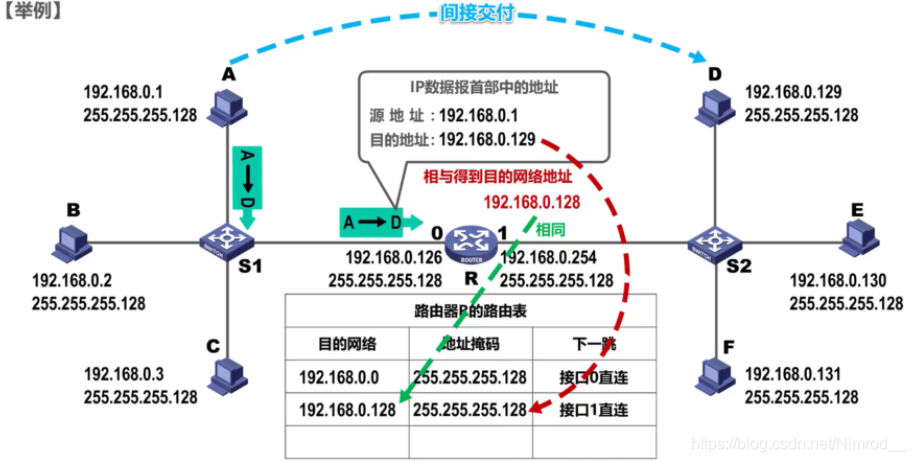 【举例】
间接交付
A
192.168.0.1
255.255.255.128
IP数据报首部中的地址
源 地 址 : 192.168.0.1
目的地址: 192.168.0.129
D
192.168.0.129
255.255.255.128
A
D
相与得到目的网络地址
192.168.0.128
相同
B
192.168.0.2
255.255.255.128
S1
A
D
0
1
192.168.0.126
255.255.255.128
ROUTER
R
192.168.0.254
255.255.255.128
S2
E
192.168.0.130
255.255.255.128
C
192.168.0.3
255.255.255.128
F
192.168.0.131
255.255.255.128
路由器R的路由表
目的网络 地址掩码 下一跳
192.168.0.0 255.255.255.128 接口0直连
192.168.0.128 255.255.255.128 接口1直连
https://blog.csdn.net/Nimrod__